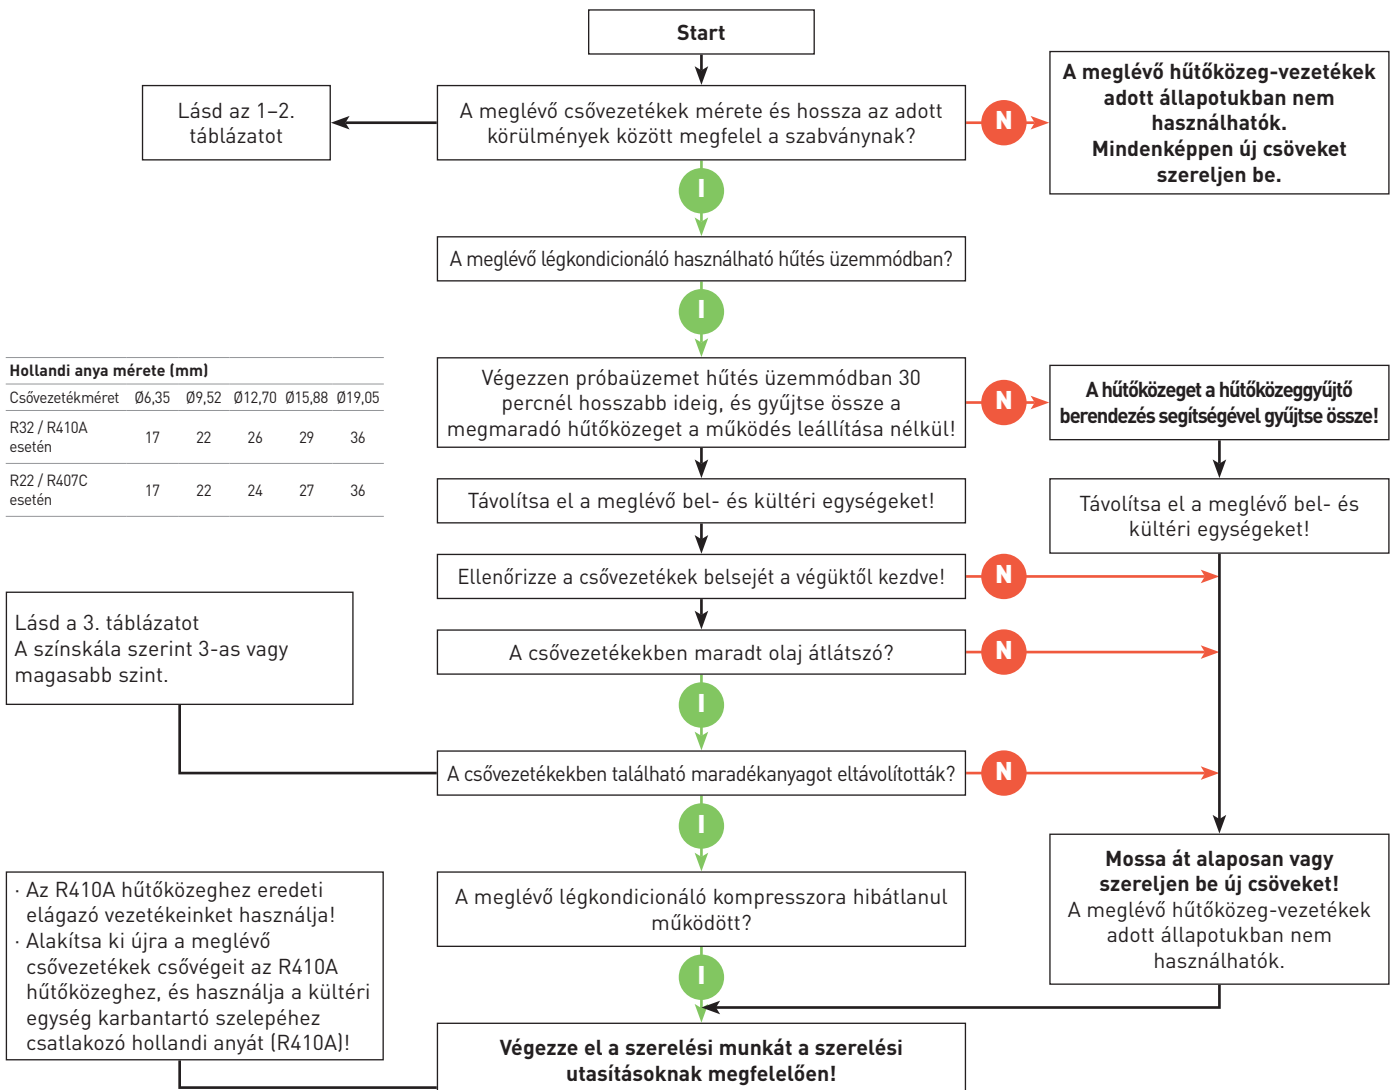 Start
Lásd az 1–2.
táblázatot
A meglévő csővezetékek mérete és hossza az adott
körülmények között megfelel a szabványnak?
N
A meglévő hűtőközeg-vezetékek
adott állapotukban nem
használhatók.
Mindenképpen új csöveket
szereljen be.
I
A meglévő légkondicionáló használható hűtés üzemmódban?
I
Hollandi anya mérete (mm)
Csővezetékméret Ø6,35 Ø9,52 Ø12,70 Ø15,88 Ø19,05
R32 / R410A
esetén 17 22 26 29 36
R22 / R407C
esetén 17 22 24 27 36
Végezzen próbaüzemet hűtés üzemmódban 30
percnél hosszabb ideig, és gyűjtse össze a
megmaradó hűtőközeget a működés leállítása nélkül!
N
A hűtőközeget a hűtőközeggyűjtő
berendezés segítségével gyűjtse össze!
Távolítsa el a meglévő bel- és kültéri egységeket!
Távolítsa el a meglévő bel- és
kültéri egységeket!
Ellenőrizze a csővezetékek belsejét a végüktől kezdve!
N
Lásd a 3. táblázatot
A színskála szerint 3-as vagy
magasabb szint.
A csővezetékekben maradt olaj átlátszó?
N
I
A csővezetékekben található maradékanyagot eltávolították?
N
I
· Az R410A hűtőközeghez eredeti
elágazó vezetékeinket használja!
· Alakítsa ki újra a meglévő
csővezetékek csővégeit az R410A
hűtőközeghez, és használja a kültéri
egység karbantartó szelepéhez
csatlakozó hollandi anyát (R410A)!
A meglévő légkondicionáló kompresszora hibátlanul
működött?
Mossa át alaposan vagy
szereljen be új csöveket!
A meglévő hűtőközeg-vezetékek
adott állapotukban nem
használhatók.
I
Végezze el a szerelési munkát a szerelési
utasításoknak megfelelően!